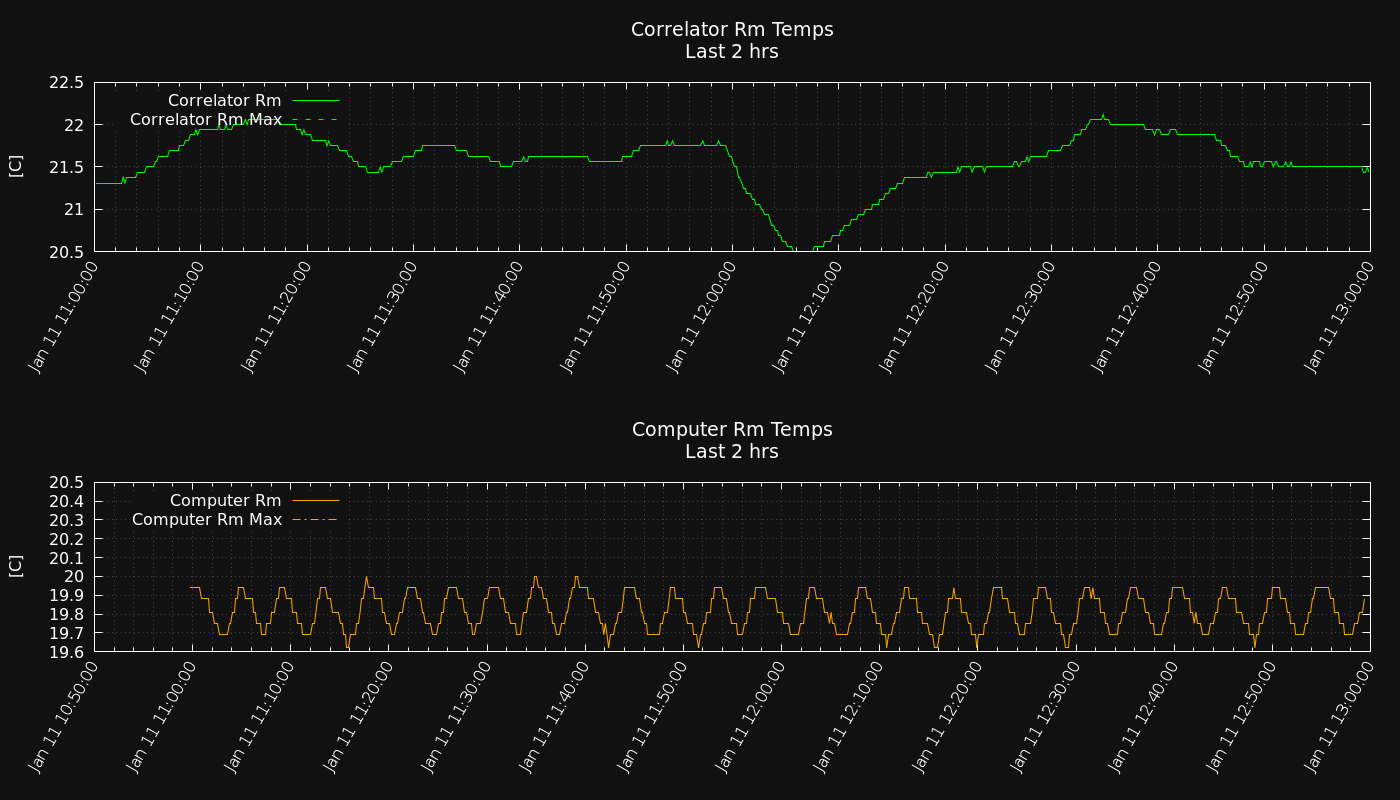 Correlator Rm Temps
Last 2 hrs
22.5
22
21.5
21
20.5
[C]
Correlator Rm
Correlator Rm Max
Jan 11 11:00:00
Jan 11 11:10:00
Jan 11 11:20:00
Jan 11 11:30:00
Jan 11 11:40:00
Jan 11 11:50:00
Jan 11 12:00:00
Jan 11 12:10:00
Jan 11 12:20:00
Jan 11 12:30:00
Jan 11 12:40:00
Jan 11 12:50:00
Jan 11 13:00:00
Computer Rm Temps
Last 2 hrs
20.5
20.4
20.3
20.2
20.1
20
19.9
19.8
19.7
19.6
[C]
Computer Rm
Computer Rm Max
Jan 11 10:50:00
Jan 11 11:00:00
Jan 11 11:10:00
Jan 11 11:20:00
Jan 11 11:30:00
Jan 11 11:40:00
Jan 11 11:50:00
Jan 11 12:00:00
Jan 11 12:10:00
Jan 11 12:20:00
Jan 11 12:30:00
Jan 11 12:40:00
Jan 11 12:50:00
Jan 11 13:00:00